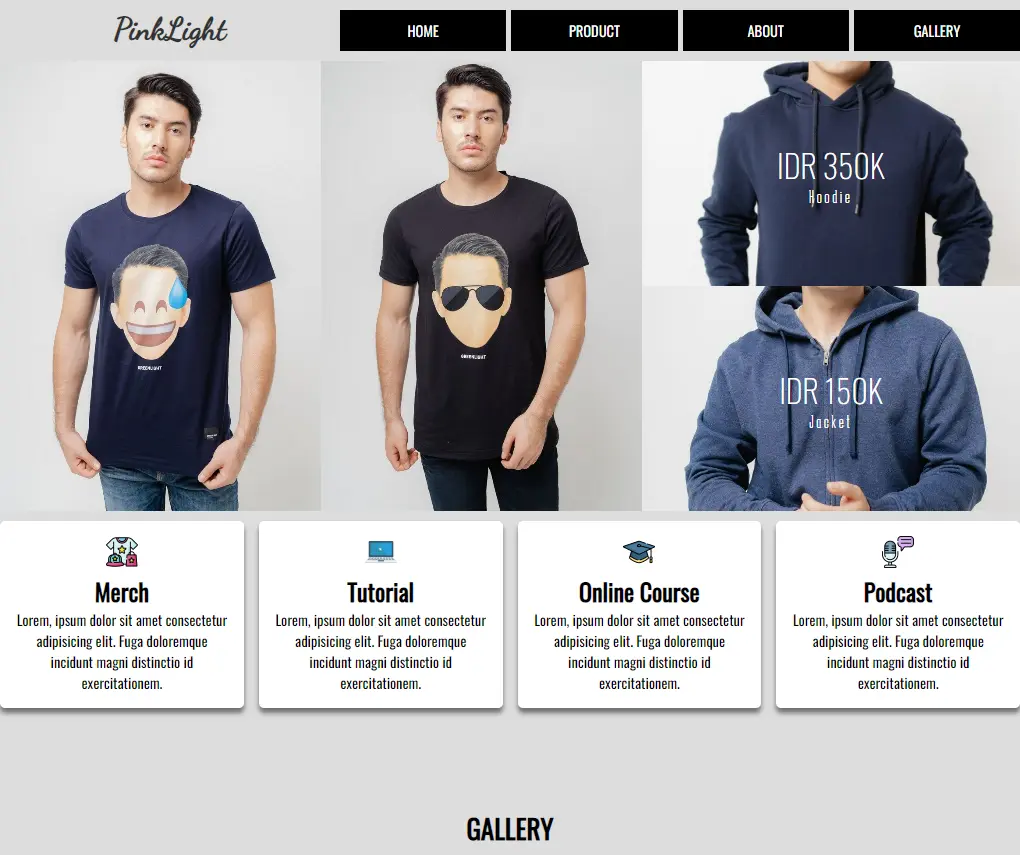 PinkLight
HOME
PRODUCT
ABOUT
GALLERY
GREENLIGHT
GREENLIGHT
IDR 350K
Hoodie
IDR 150K
Jacket
Merch
Lorem, ipsum dolor sit amet consectetur
adipisicing elit. Fuga doloremque
incidunt magni distinctio id
exercitationem.
Tutorial
Lorem, ipsum dolor sit amet consectetur
adipisicing elit. Fuga doloremque
incidunt magni distinctio id
exercitationem.
Online Course
Lorem, ipsum dolor sit amet consectetur
adipisicing elit. Fuga doloremque
incidunt magni distinctio id
exercitationem.
Podcast
Lorem, ipsum dolor sit amet consectetur
adipisicing elit. Fuga doloremque
incidunt magni distinctio id
exercitationem.
GALLERY